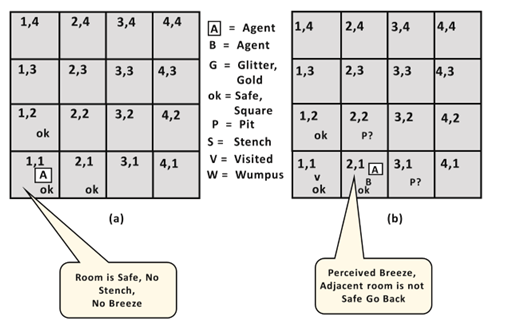 1,4 2,4 3,4 4,4
1,3 2,3 3,3 4,3
1,2 2,2 3,2 4,2
ok
1,1 2,1 3,1 4,1
A
ok ok
(a)
Room is Safe, No
Stench,
No Breeze
A = Agent
B = Agent
G = Glitter,
Gold
ok = Safe,
Square
P = Pit
S = Stench
V = Visited
W = Wumpus
1,4 2,4 3,4 4,4
1,3 2,3 3,3 4,3
1,2 2,2 3,2 4,2
ok P?
1,1 2,1 3,1 4,1
A
v B P?
ok ok
(b)
Perceived Breeze,
Adjacent room is not
Safe Go Back